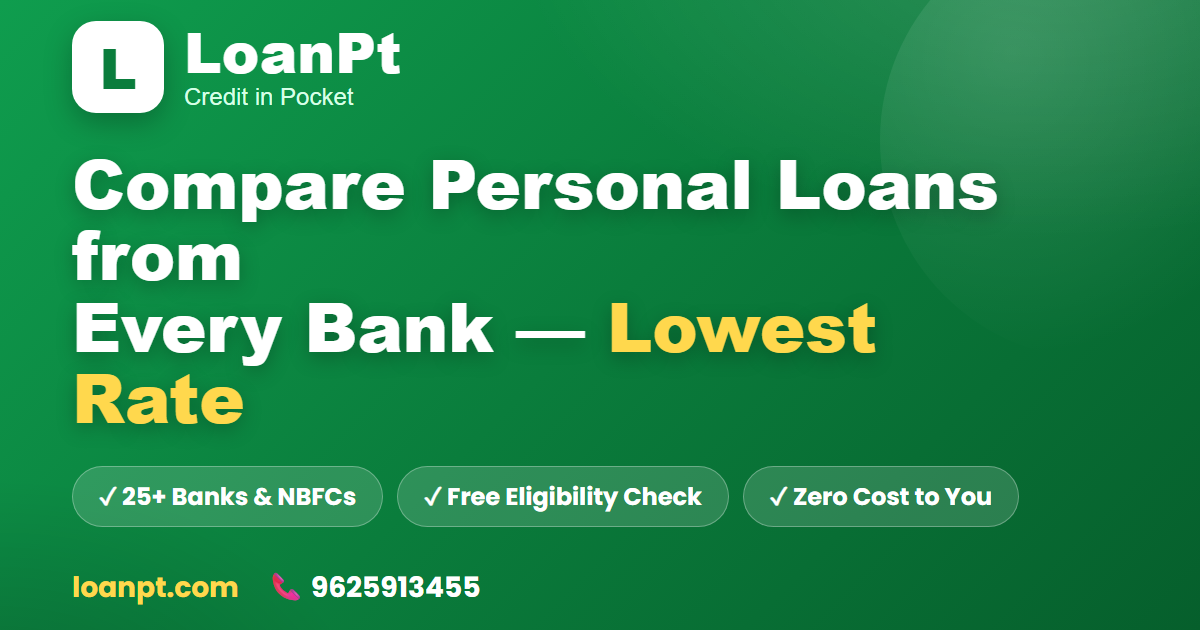 L
LoanPt
Credit in Pocket
Compare Personal Loans
from
Every Bank — Lowest
Rate
✓ 25+ Banks & NBFCs
✓ Free Eligibility Check
✓ Zero Cost to You
loanpt.com 📞 9625913455